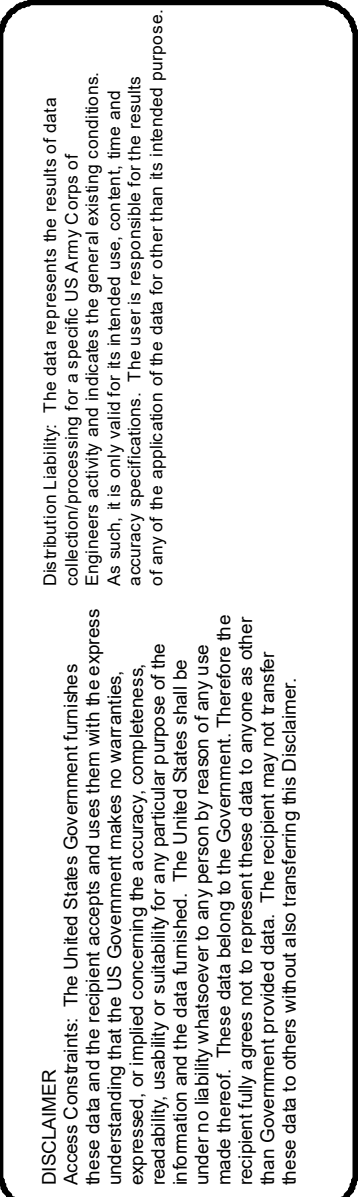 DISCLAIMER
Access Constraints:  The United States Government furnishes
these data and the recipient accepts and uses them with the express
understanding that the US Government makes no warranties,
expressed, or implied concerning the accuracy, completeness,
readability, usability or suitability for any particular purpose of the
information and the data furnished.  The United States shall be
under no liability whatsoever to any person by reason of any use
made thereof.  These data belong to the Government. Therefore the
recipient fully agrees not to represent these data to anyone as other
than Government provided data.  The recipient may not transfer
these data to others without also transferring this Disclaimer.
Distribution Liability:  The data represents the results of data
collection/processing for a specific US Army Corps of
Engineers activity and indicates the general existing conditions.
As such, it is only valid for its intended use, content, time and
accuracy specifications.  The user is responsible for the results
of any of the application of the data for other than its intended purpose.